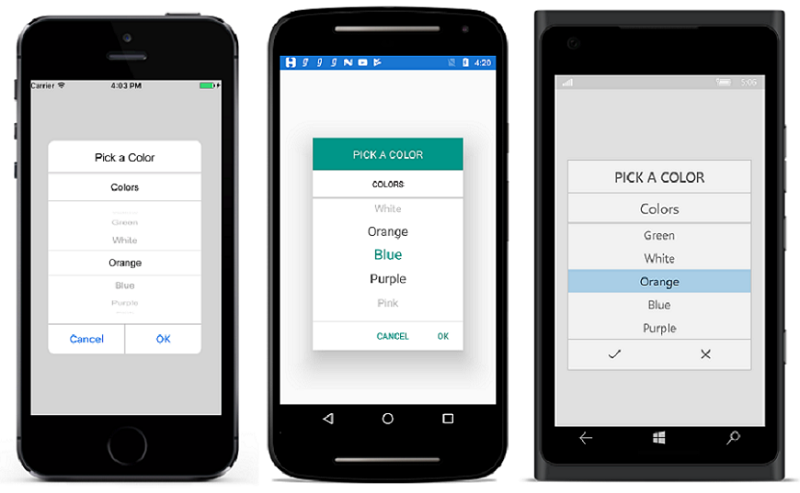 Carrier
4:03 PM
Pick a Color
Colors
Green
White
Orange
Blue
Purple
Cancel
OK
4:20
PICK A COLOR
COLORS
White
Orange
Blue
Purple
Pink
CANCEL
OK
5:06
PICK A COLOR
Colors
Green
White
Orange
Blue
Purple